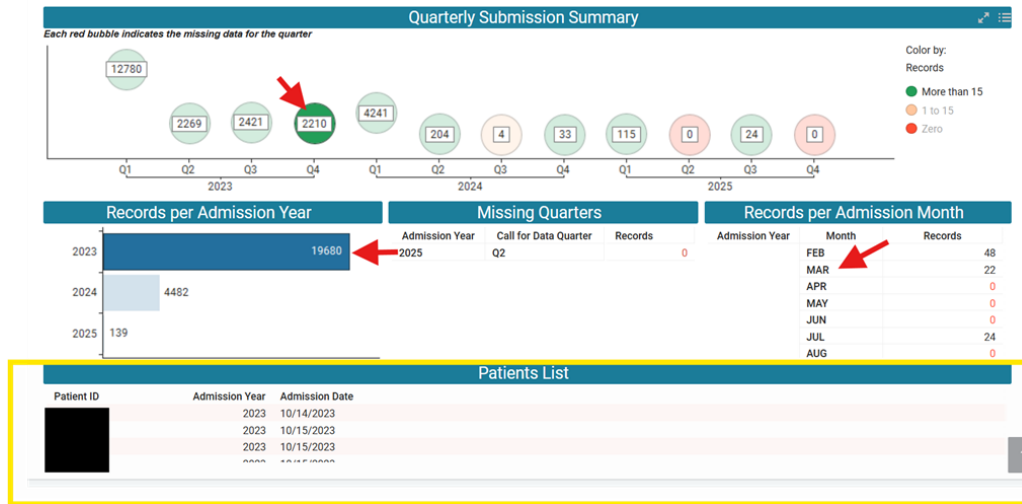 Quarterly Submission Summary
Each red bubble indicates the missing data for the quarter
Color by:
Records
More than 15
1 to 15
Zero
12780
2269
2421
2210
4241
204
4
33
115
0
24
0
Q1 Q2 Q3 Q4 Q1 Q2 Q3 Q4 Q1 Q2 Q3 Q4
2023 2024 2025
Records per Admission Year
2023 19680
2024 4482
2025 139
Missing Quarters
Admission Year Call for Data Quarter Records
2025 Q2 0
Records per Admission Month
Admission Year Month Records
FEB 48
MAR 22
APR 0
MAY 0
JUN 0
JUL 24
AUG 0
Patients List
Patient ID Admission Year Admission Date
2023 10/14/2023
2023 10/15/2023
2023 10/15/2023